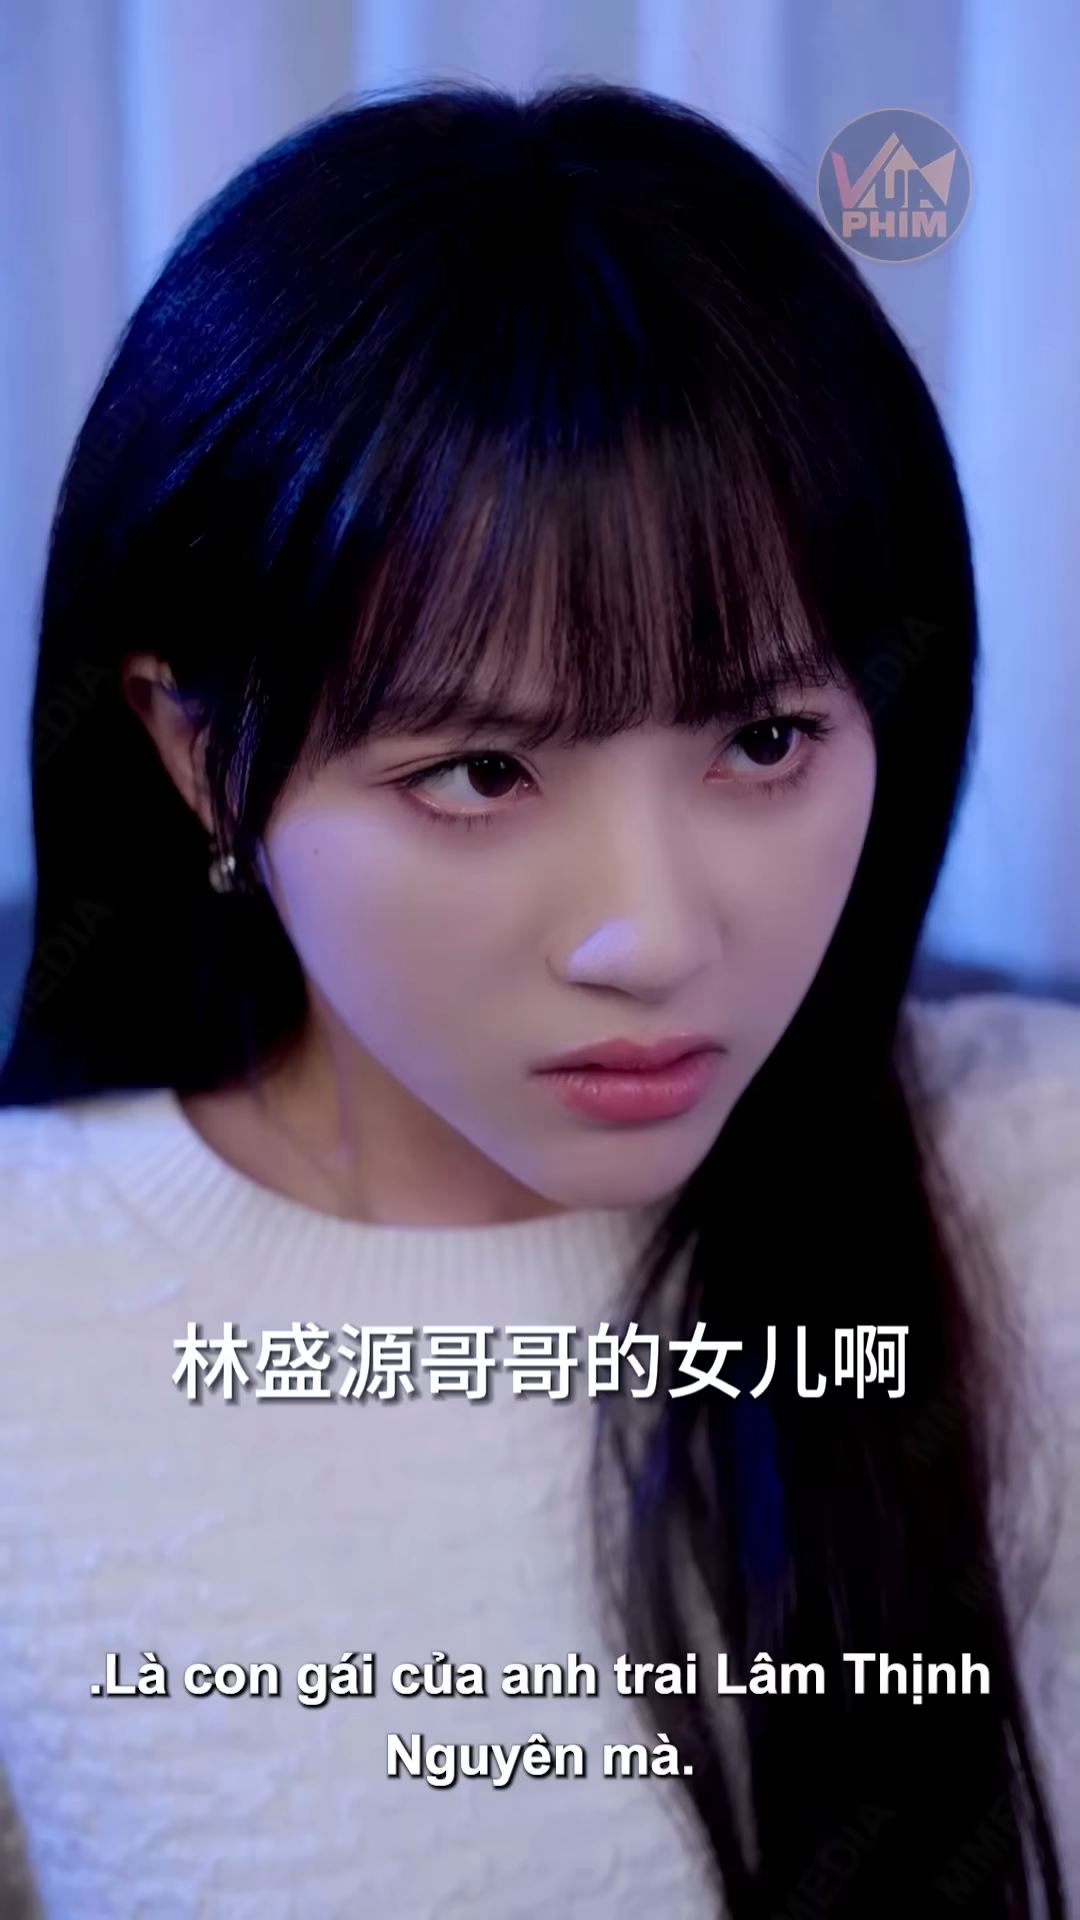 VUA
PHIM
林盛源哥哥的女儿啊
.Là con gái của anh trai Lâm Thịnh
Nguyên mà.